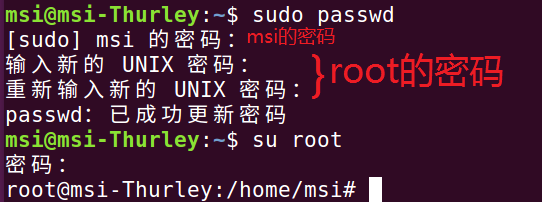 msi@msi-Thurley:~$ sudo passwd
[sudo] msi 的密码：msi的密码
输入新的 UNIX 密码：
重新输入新的 UNIX 密码：
root的密码
passwd：已成功更新密码
msi@msi-Thurley:~$ su root
密码：
root@msi-Thurley:/home/msi#